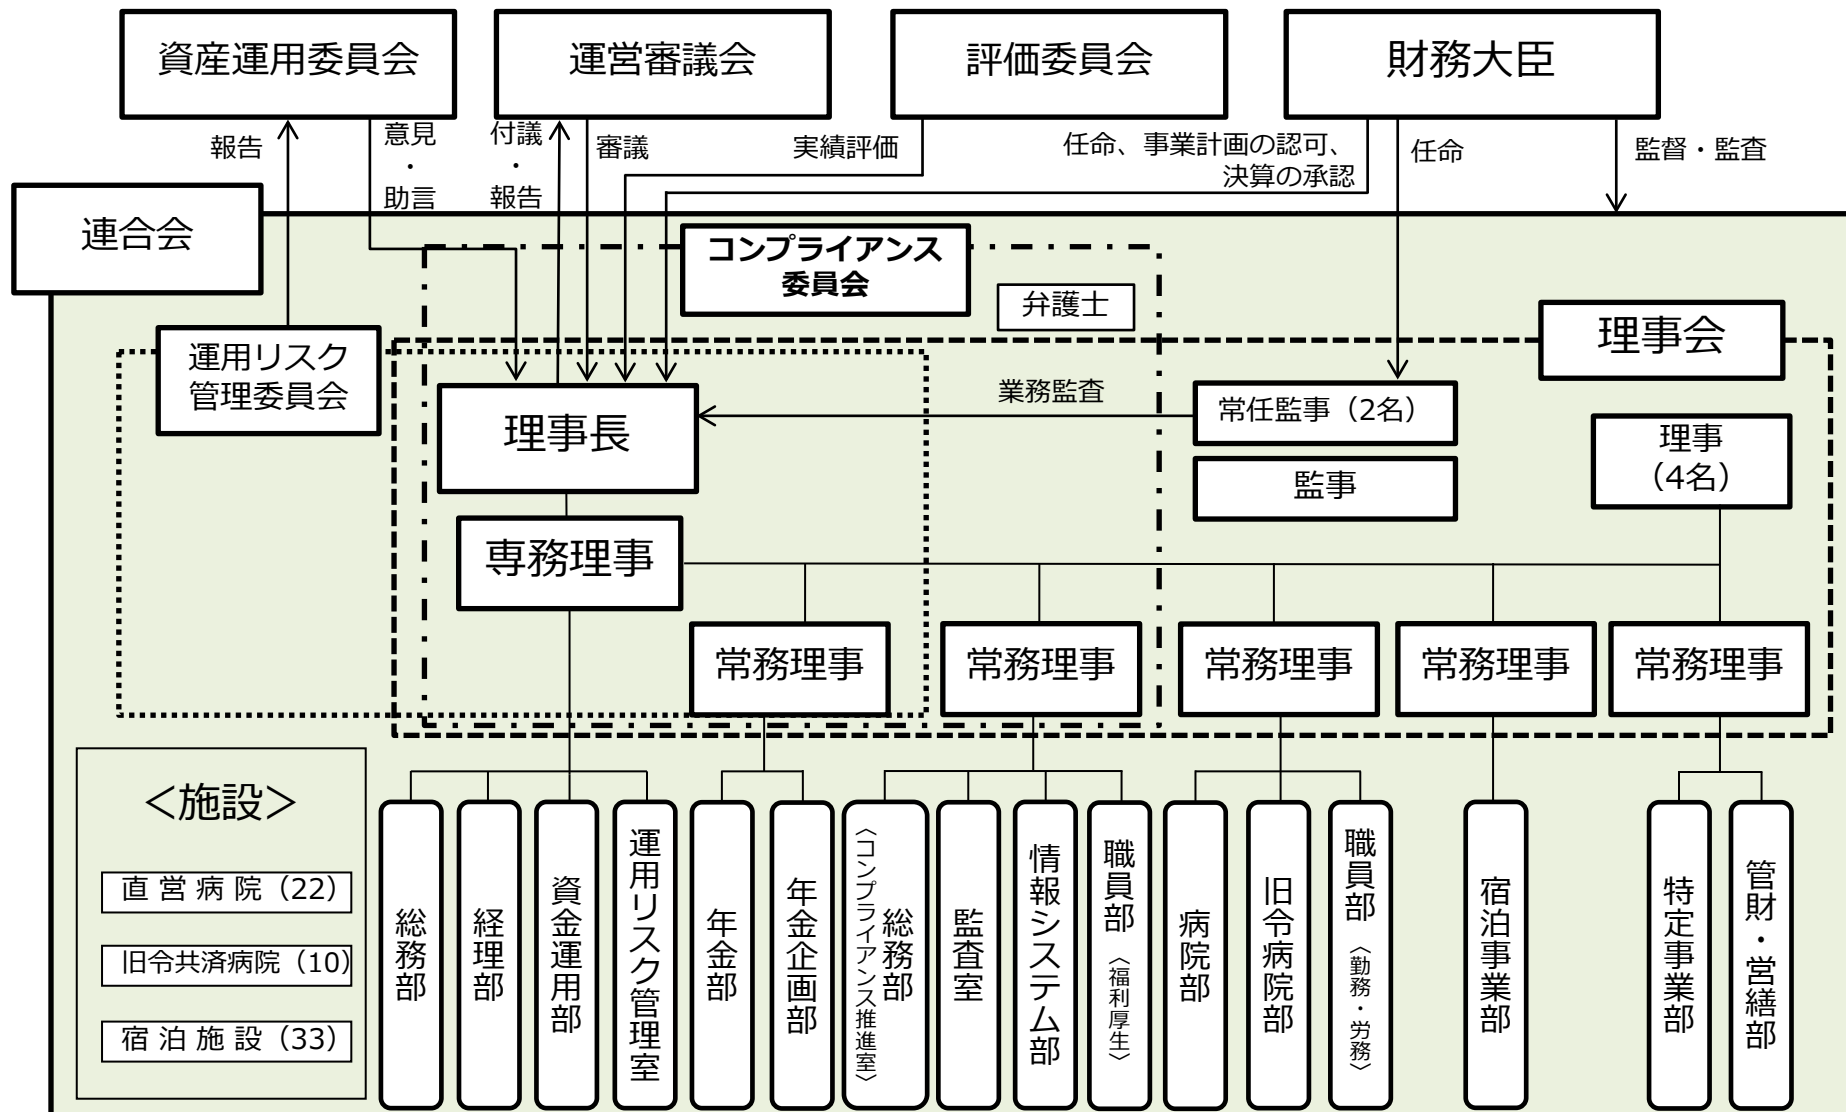 資産運用委員会
運営審議会
評価委員会
財務大臣
報告
意見
・
助言
付議
・
報告
審議
実績評価
任命、事業計画の認可、
決算の承認
任命
監督・監査
連合会
コンプライアンス
委員会
弁護士
理事会
運用リスク
管理委員会
理事長
業務監査
常任監事（2名）
監事
理事
（4名）
専務理事
常務理事
常務理事
常務理事
常務理事
常務理事
＜施設＞
直 営 病 院（22）
旧令共済病院（10）
宿 泊 施 設（33）
総務部
経理部
資金運用部
運用リスク管理室
年金部
年金企画部
総務部
〈コンプライアンス推進室〉
監査室
情報システム部
職員部〈福利厚生〉
病院部
旧令病院部
職員部〈勤務・労務〉
宿泊事業部
特定事業部
管財・営繕部